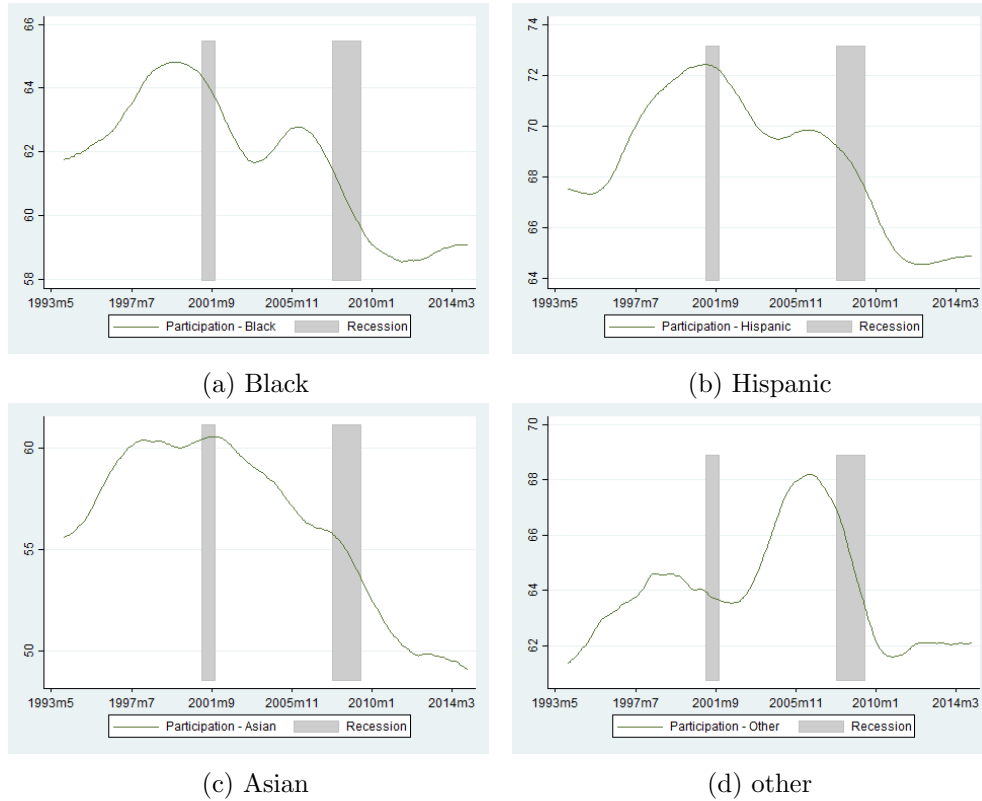 66
64
62
60
58
1993m5 1997m7 2001m9 2005m11 2010m1 2014m3
Participation - Black Recession
(a) Black
74
72
70
68
66
64
1993m5 1997m7 2001m9 2005m11 2010m1 2014m3
Participation - Hispanic Recession
(b) Hispanic
60
55
50
1993m5 1997m7 2001m9 2005m11 2010m1 2014m3
Participation - Asian Recession
(c) Asian
70
68
66
64
62
1993m5 1997m7 2001m9 2005m11 2010m1 2014m3
Participation - Other Recession
(d) other